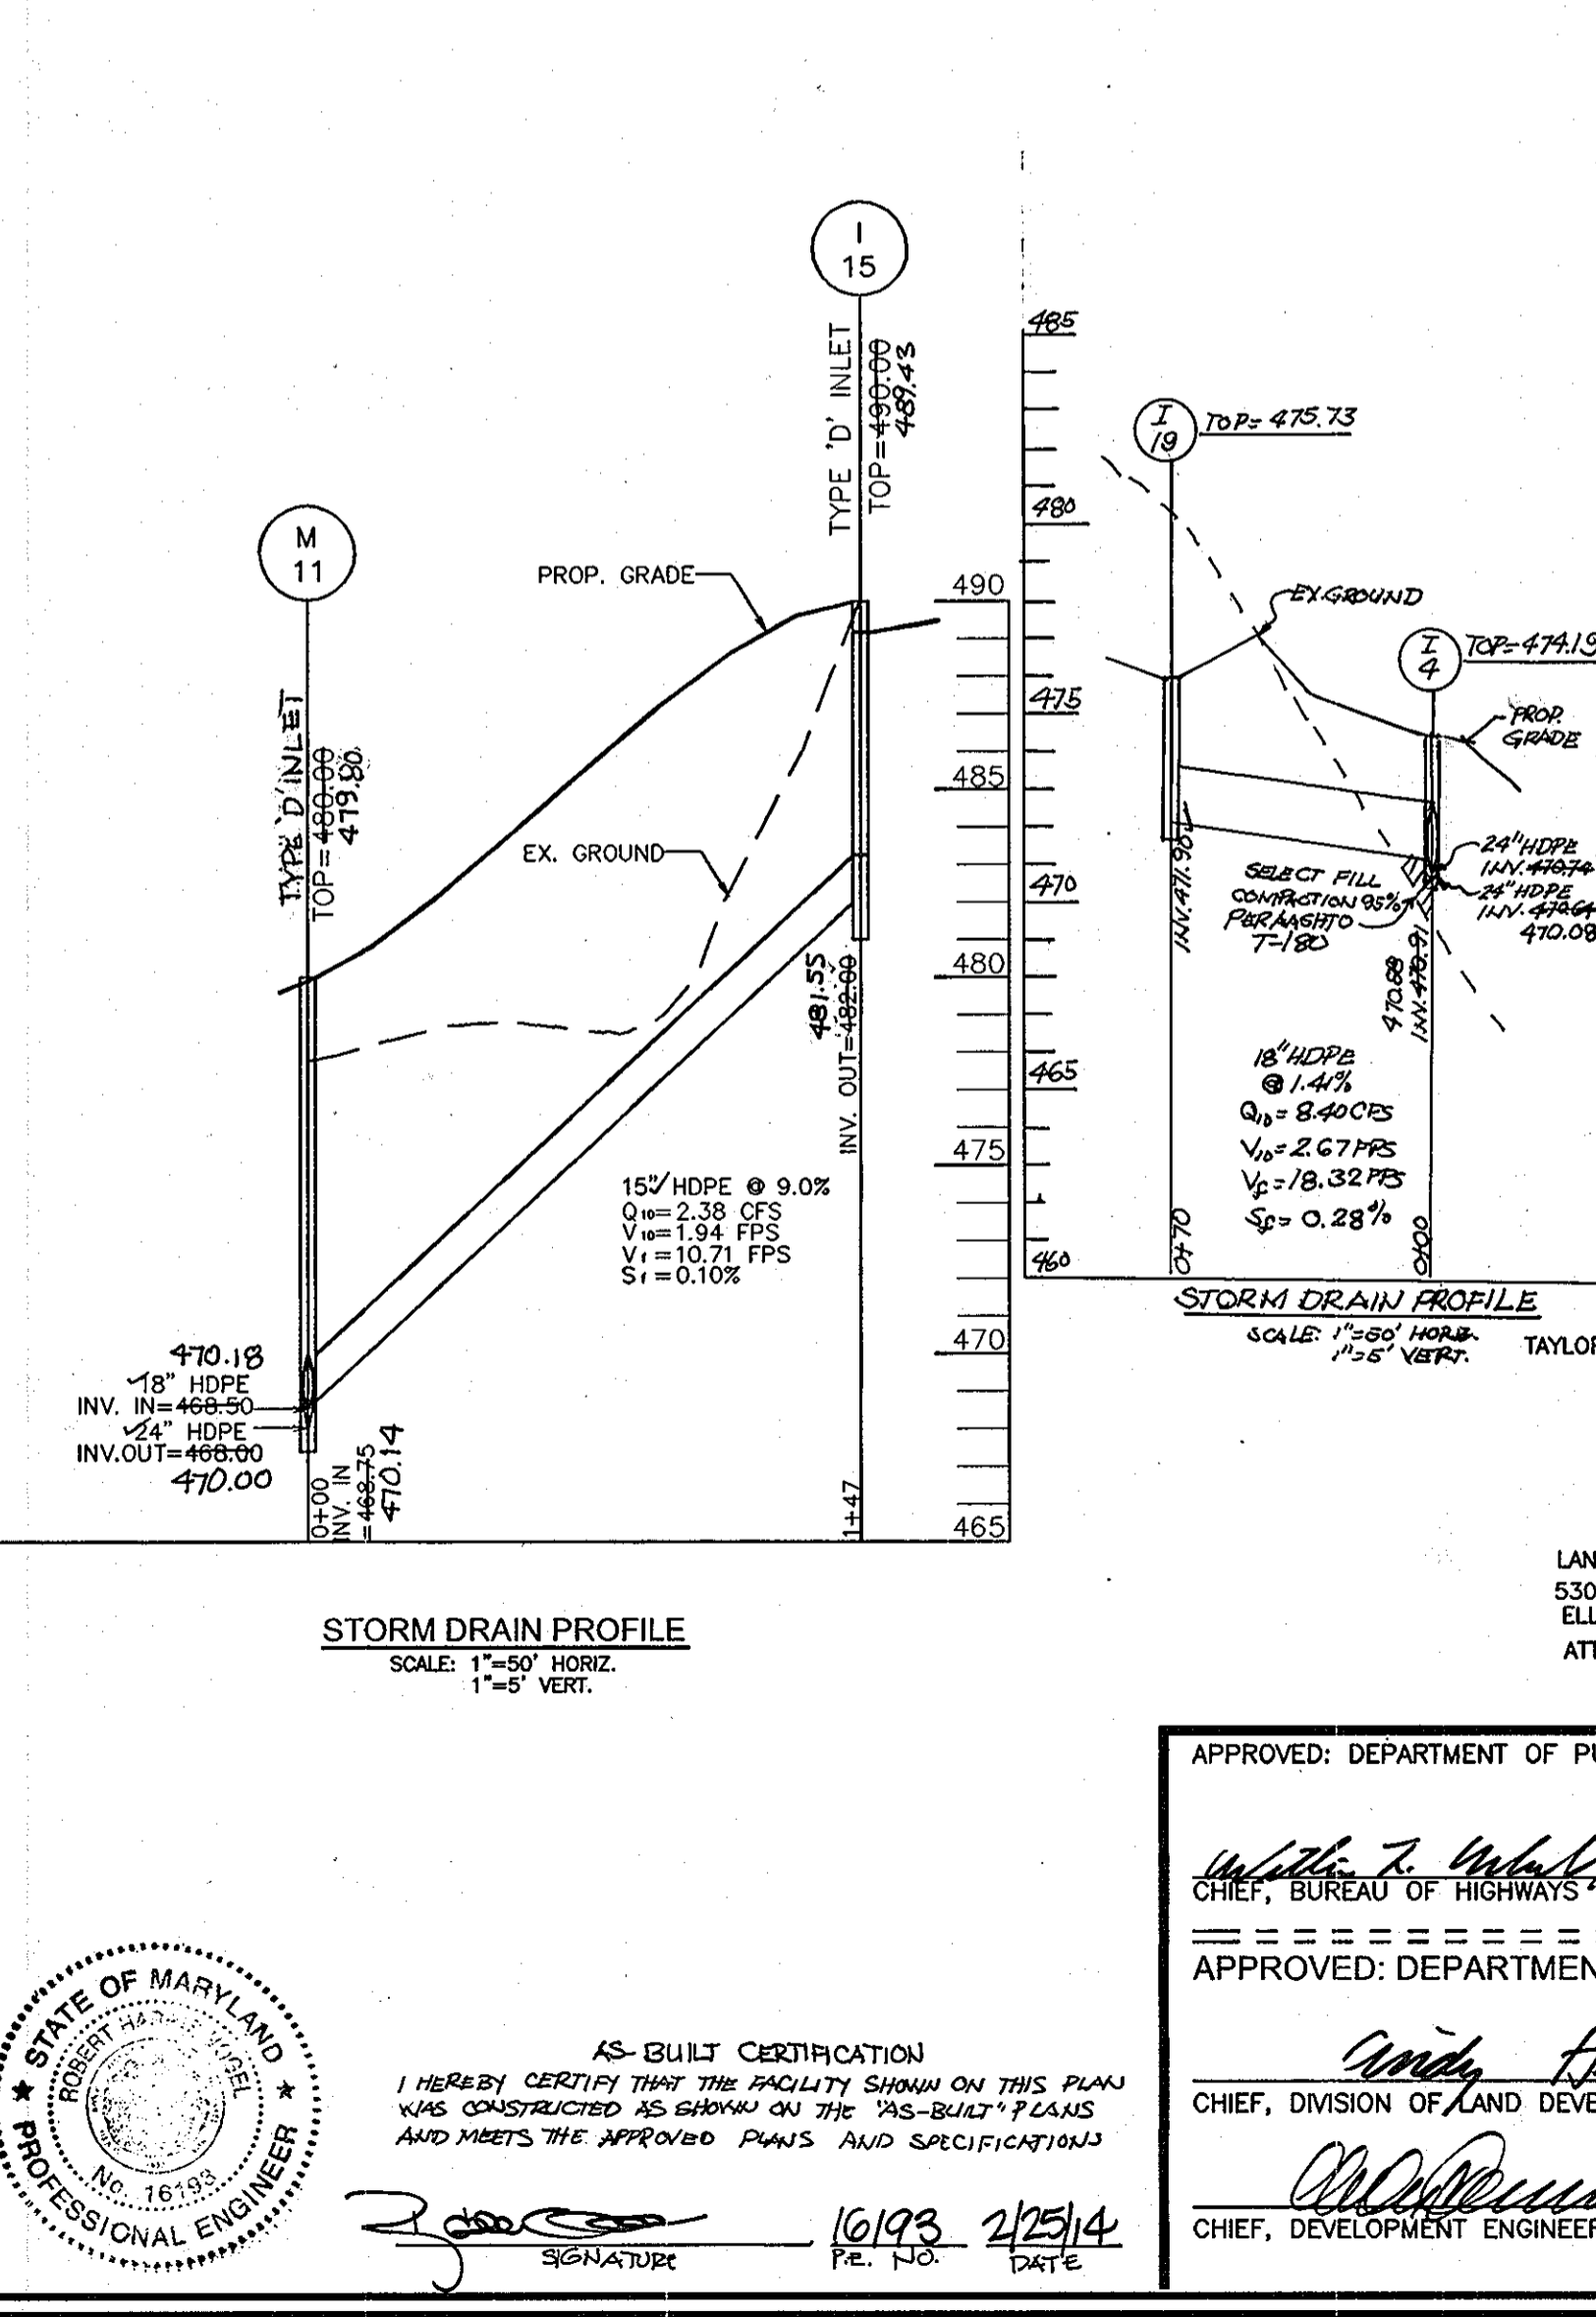 I
15
TYPE 'D' INLET
TOP=490.00
489.43
M
11
TYPE 'D' INLET
TOP=480.00
479.80
PROP. GRADE
EX. GROUND
490
485
480
475
470
465
481.55
INV. OUT=482.00
15" HDPE @ 9.0%
Q10=2.38 CFS
V10=1.94 FPS
Vf=10.71 FPS
Sf=0.10%
470.18
18" HDPE
INV. IN=468.50
24" HDPE
INV.OUT=468.00
470.00
0+00
INV. IN
=468.75
470.14
1+47
STORM DRAIN PROFILE
SCALE: 1"=50' HORIZ.
1"=5' VERT.
485
480
475
470
465
460
I
19
TOP= 475.73
EX.GROUND
I
4
TOP=474.19
PROP.
GRADE
INV. 471.90
SELECT FILL
COMPACTION 95%
PER AASHTO
T-180
24" HDPE
INV. 470.74
24" HDPE
INV. 470.64
470.08
470.88
INV. 470.91
18" HDPE
@ 1.41%
Q10= 8.40 CFS
V10= 2.67 FPS
Vf= 18.32 FPS
Sf= 0.28%
0+70
0+00
STORM DRAIN PROFILE
SCALE: 1"=50' HORIZ.
1"=5' VERT.
TAYLOR
LAN
530
ELL
ATT
APPROVED: DEPARTMENT OF PU
CHIEF, BUREAU OF HIGHWAYS
APPROVED: DEPARTMEN
CHIEF, DIVISION OF LAND DEVE
CHIEF, DEVELOPMENT ENGINEER
STATE OF MARYLAND
ROBERT VOGEL
No. 16193
PROFESSIONAL ENGINEER
AS-BUILT CERTIFICATION
I HEREBY CERTIFY THAT THE FACILITY SHOWN ON THIS PLAN
WAS CONSTRUCTED AS SHOWN ON THE "AS-BUILT" PLANS
AND MEETS THE APPROVED PLANS AND SPECIFICATIONS
SIGNATURE
16193
P.E. NO.
2/25/14
DATE